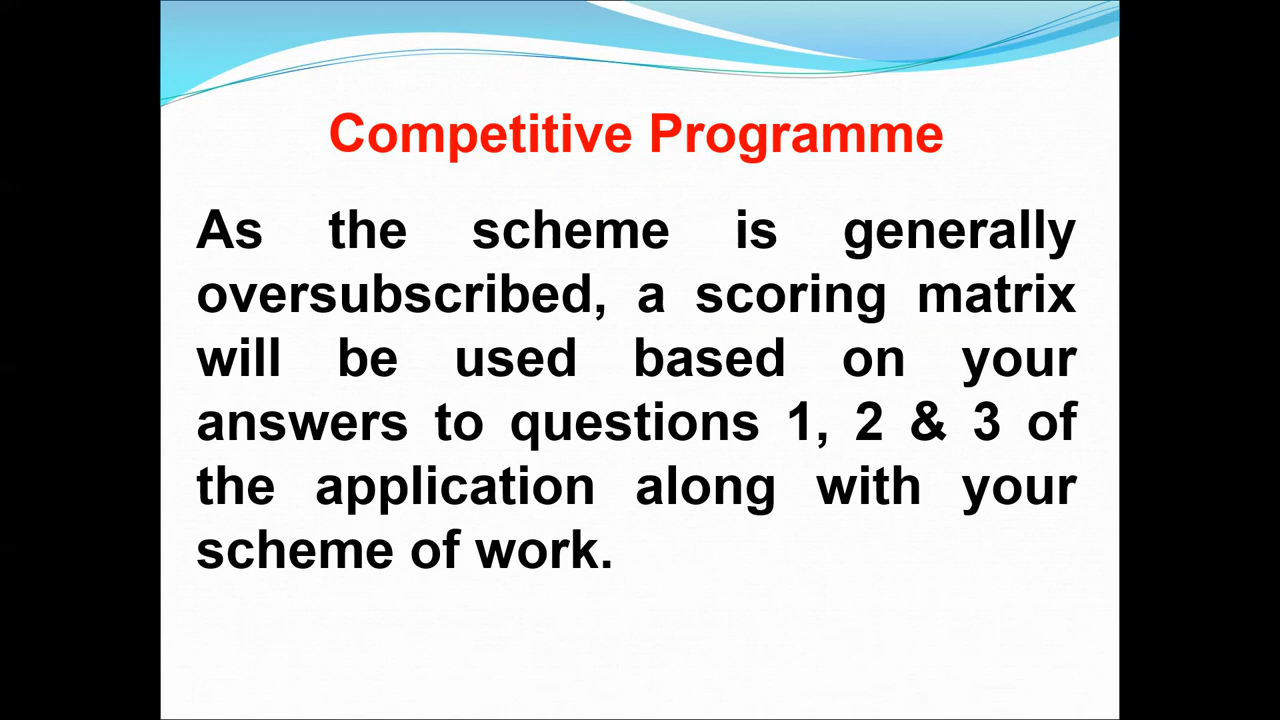 Competitive Programme
As the scheme is generally
oversubscribed, a scoring matrix
will be used based on your
answers to questions 1, 2 & 3 of
the application along with your
scheme of work.